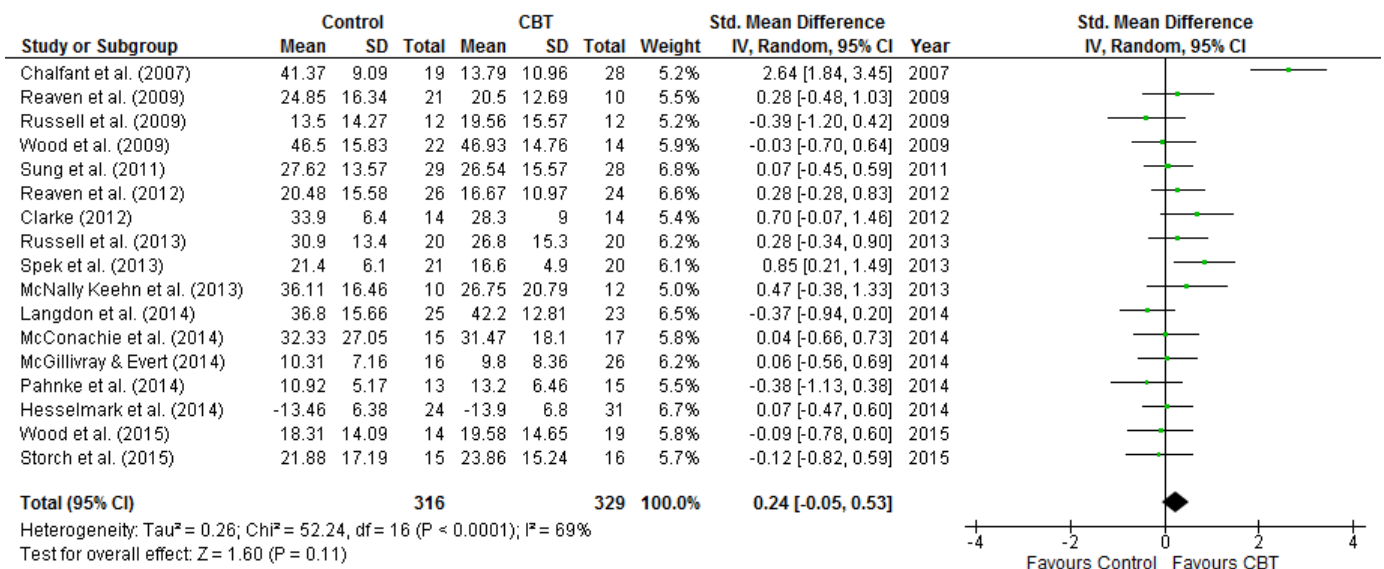 Control CBT Std. Mean Difference Std. Mean Difference
Study or Subgroup Mean SD Total Mean SD Total Weight IV, Random, 95% CI Year IV, Random, 95% CI
Chalfant et al. (2007) 41.37 9.09 19 13.79 10.96 28 5.2% 2.64 [1.84, 3.45] 2007
Reaven et al. (2009) 24.85 16.34 21 20.5 12.69 10 5.5% 0.28 [-0.48, 1.03] 2009
Russell et al. (2009) 13.5 14.27 12 19.56 15.57 12 5.2% -0.39 [-1.20, 0.42] 2009
Wood et al. (2009) 46.5 15.83 22 46.93 14.76 14 5.9% -0.03 [-0.70, 0.64] 2009
Sung et al. (2011) 27.62 13.57 29 26.54 15.57 28 6.8% 0.07 [-0.45, 0.59] 2011
Reaven et al. (2012) 20.48 15.58 26 16.67 10.97 24 6.6% 0.28 [-0.28, 0.83] 2012
Clarke (2012) 33.9 6.4 14 28.3 9 14 5.4% 0.70 [-0.07, 1.46] 2012
Russell et al. (2013) 30.9 13.4 20 26.8 15.3 20 6.2% 0.28 [-0.34, 0.90] 2013
Spek et al. (2013) 21.4 6.1 21 16.6 4.9 20 6.1% 0.85 [0.21, 1.49] 2013
McNally Keehn et al. (2013) 36.11 16.46 10 26.75 20.79 12 5.0% 0.47 [-0.38, 1.33] 2013
Langdon et al. (2014) 36.8 15.66 25 42.2 12.81 23 6.5% -0.37 [-0.94, 0.20] 2014
McConachie et al. (2014) 32.33 27.05 15 31.47 18.1 17 5.8% 0.04 [-0.66, 0.73] 2014
McGillivray & Evert (2014) 10.31 7.16 16 9.8 8.36 26 6.2% 0.06 [-0.56, 0.69] 2014
Pahnke et al. (2014) 10.92 5.17 13 13.2 6.46 15 5.5% -0.38 [-1.13, 0.38] 2014
Hesselmark et al. (2014) -13.46 6.38 24 -13.9 6.8 31 6.7% 0.07 [-0.47, 0.60] 2014
Wood et al. (2015) 18.31 14.09 14 19.58 14.65 19 5.8% -0.09 [-0.78, 0.60] 2015
Storch et al. (2015) 21.88 17.19 15 23.86 15.24 16 5.7% -0.12 [-0.82, 0.59] 2015
Total (95% CI) 316 329 100.0% 0.24 [-0.05, 0.53]
Heterogeneity: Tau² = 0.26; Chi² = 52.24, df = 16 (P < 0.0001); I² = 69%
Test for overall effect: Z = 1.60 (P = 0.11)
-4 -2 0 2 4
Favours Control Favours CBT